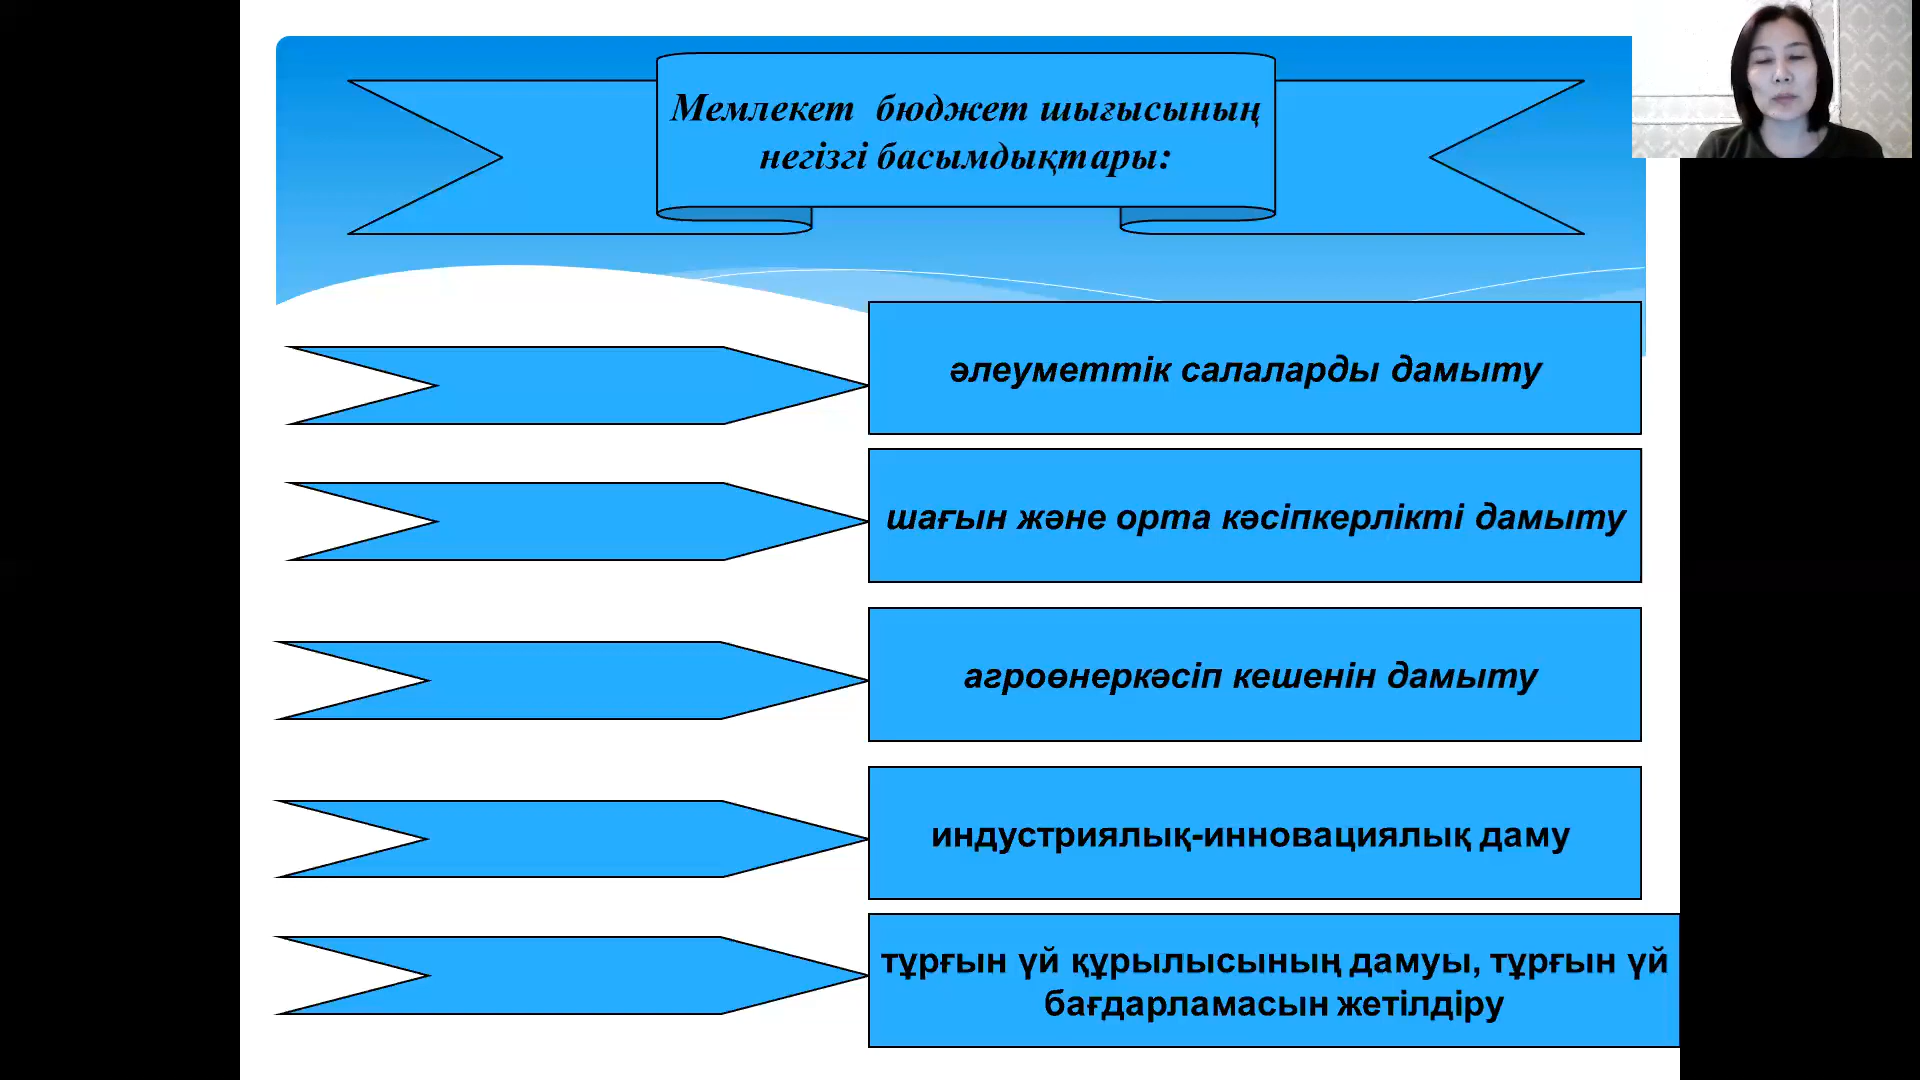 Мемлекет бюджет шығысының
негізгі басымдықтары:
әлеуметтік салаларды дамыту
шағын және орта кәсіпкерлікті дамыту
агроөнеркәсіп кешенін дамыту
индустриялық-инновациялық даму
тұрғын үй құрылысының дамуы, тұрғын үй
бағдарламасын жетілдіру